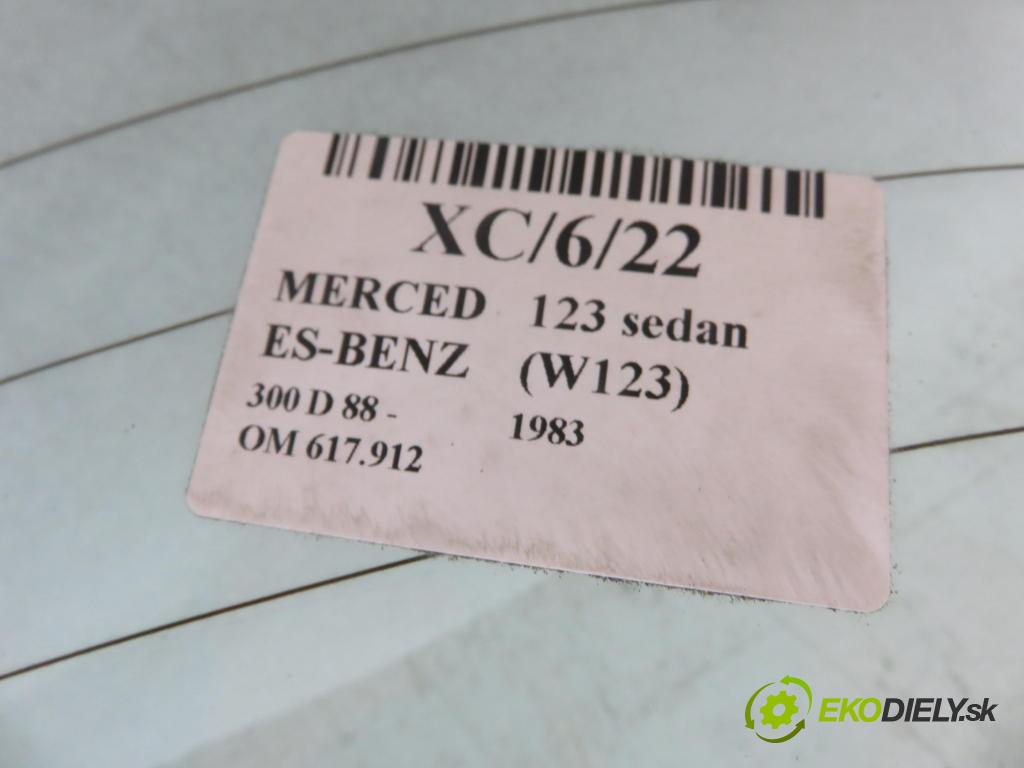 XC/6/22
MERCED 123 sedan
ES-BENZ (W123)
300 D 88 - 1983
OM 617.912
EKODIELY.sk